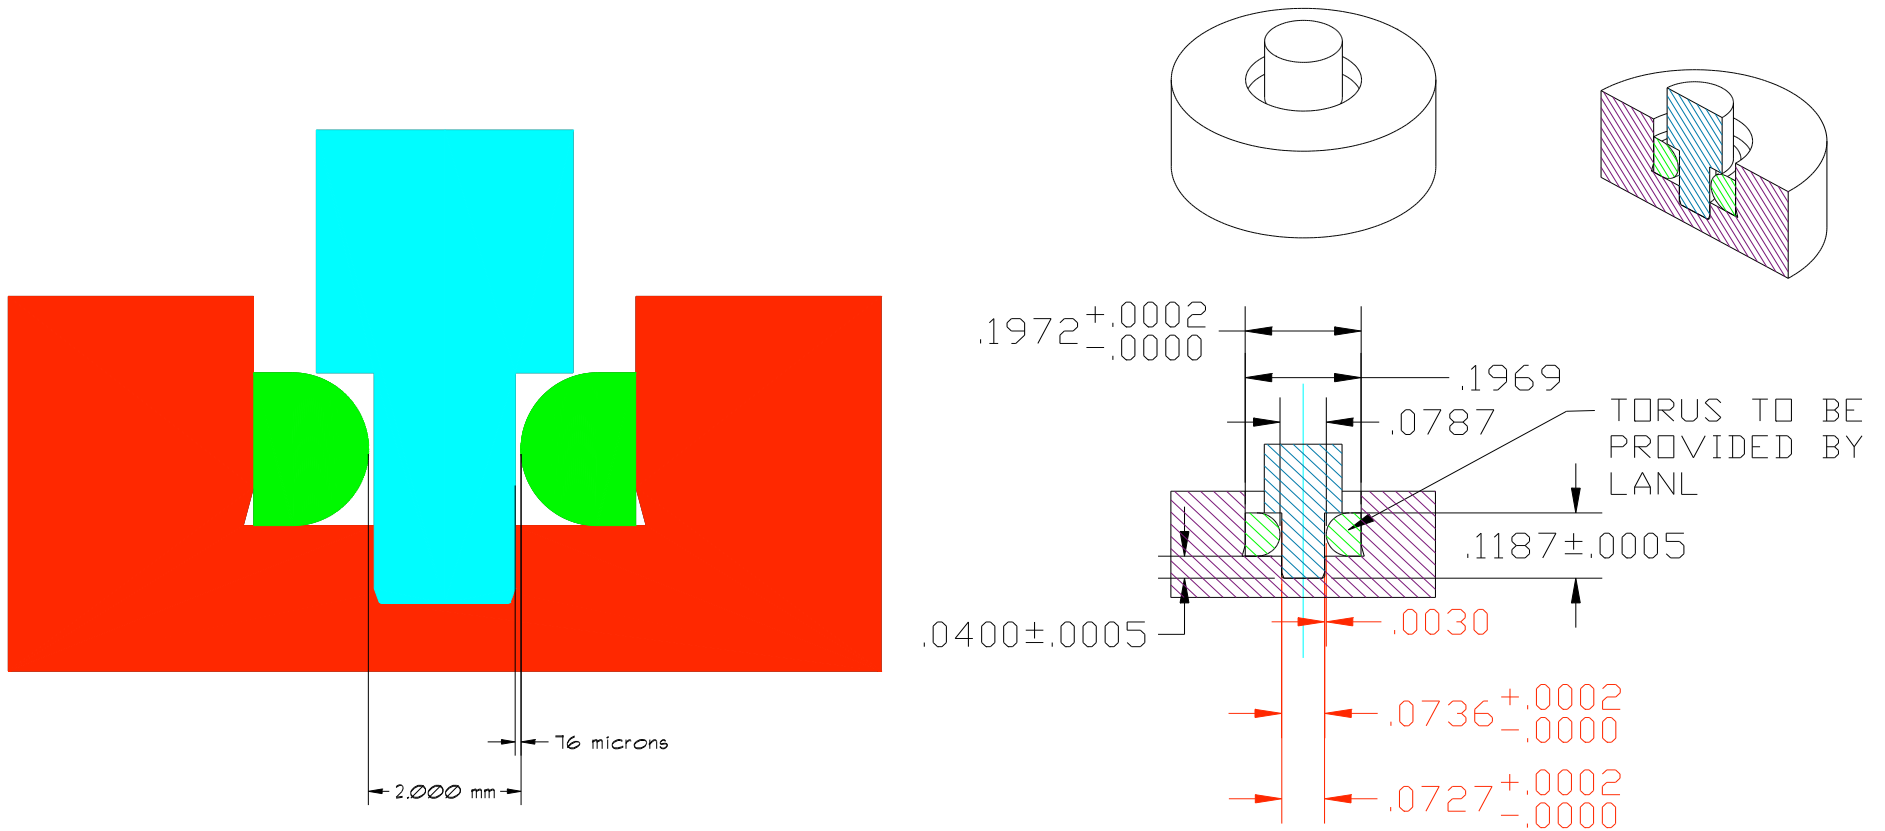 76 microns
2.000 mm
.1972 +.0002 -.0000
.1969
.0787
TORUS TO BE
PROVIDED BY
LANL
.1187±.0005
.0400±.0005
.0030
.0736 +.0002 -.0000
.0727 +.0002 -.0000